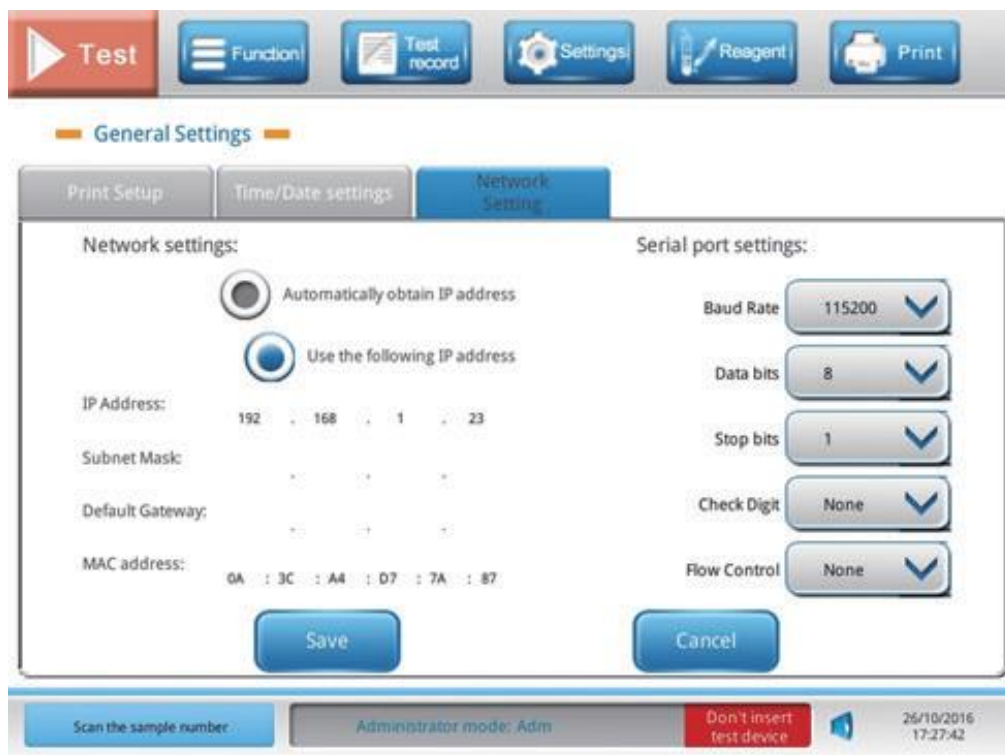 Test
Function
Test
record
Settings
Reagent
Print
General Settings
Print Setup
Time/Date settings
Network
Setting
Network settings:
Automatically obtain IP address
Use the following IP address
IP Address:
192 . 168 . 1 . 23
Subnet Mask:
. . .
Default Gateway:
. . .
MAC address:
0A : 3C : A4 : D7 : 7A : 87
Save
Serial port settings:
Baud Rate 115200
Data bits 8
Stop bits 1
Check Digit None
Flow Control None
Cancel
Scan the sample number
Administrator mode: Adm
Don't insert
test device
26/10/2016
17:27:42